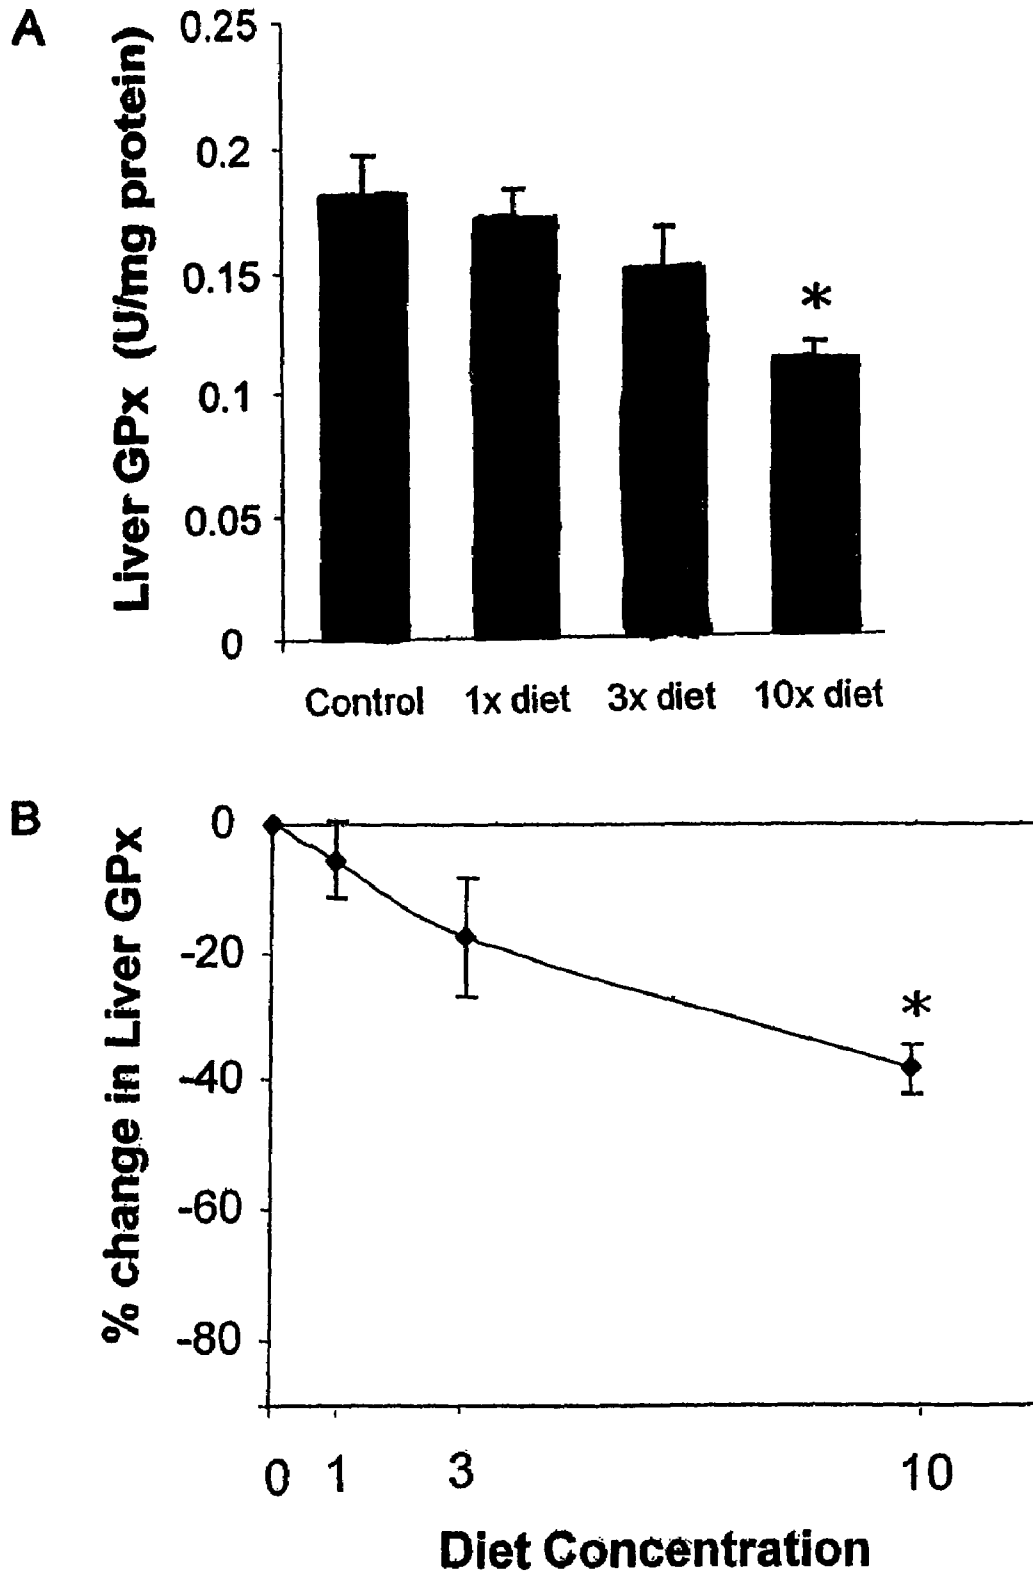 A
Liver GPx (U/mg protein)
0.25
0.2
0.15
0.1
0.05
0
*
Control 1x diet 3x diet 10x diet
B
% change in Liver GPx
0
-20
-40
-60
-80
*
0 1 3 10
Diet Concentration